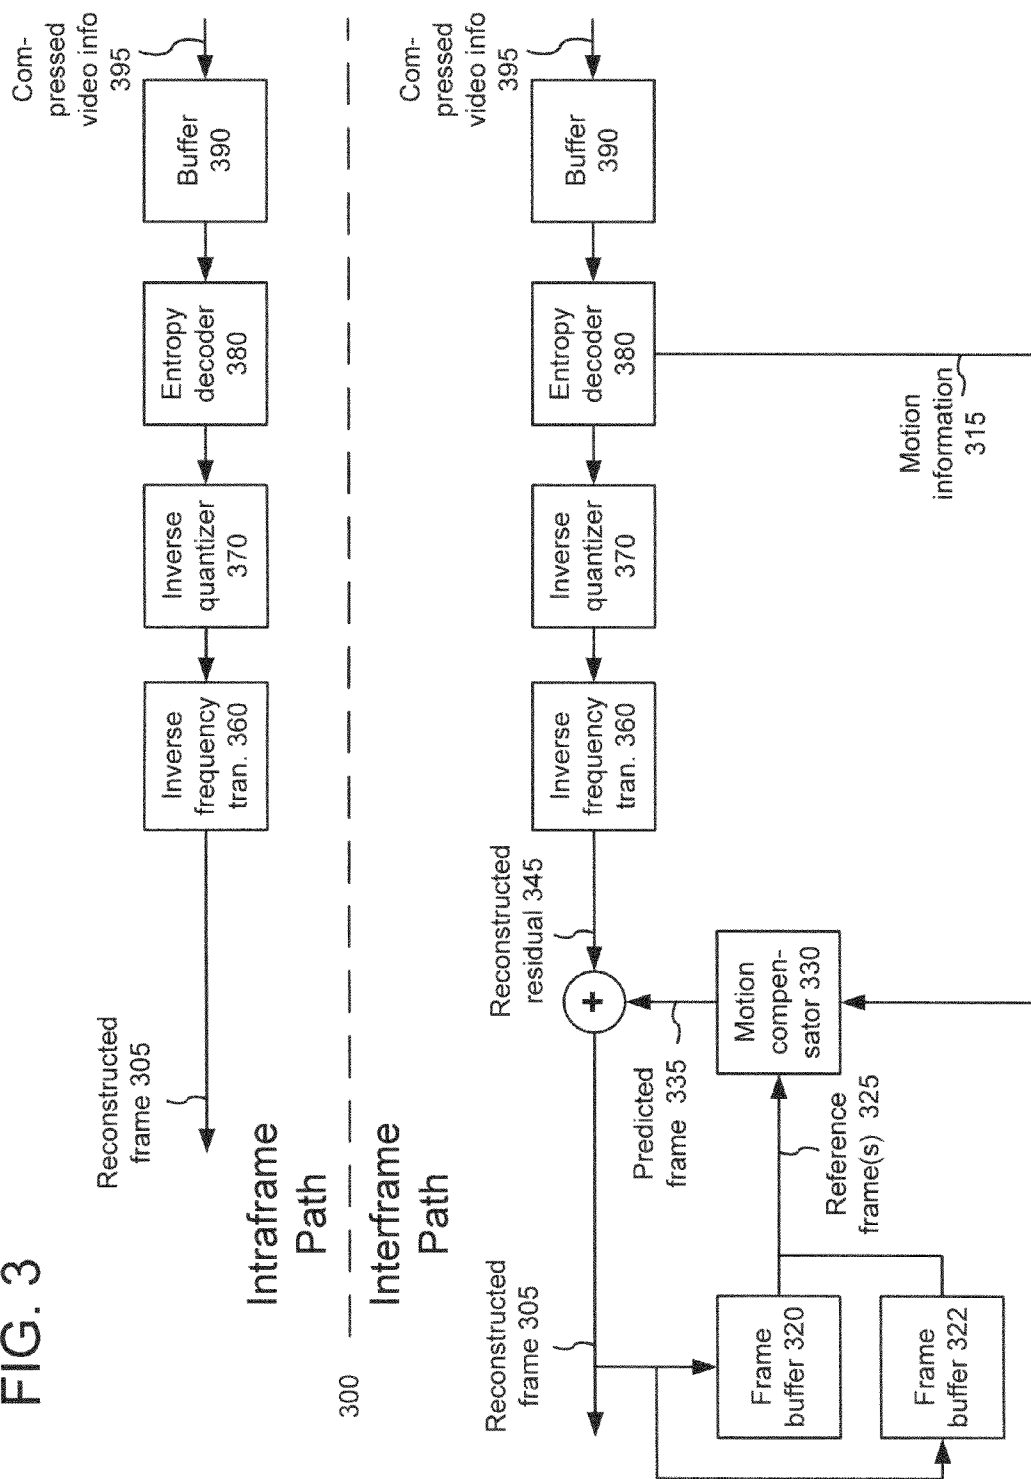 FIG. 3
Reconstructed
frame 305
Inverse
frequency
tran. 360
Inverse
quantizer
370
Entropy
decoder
380
Buffer
390
Com-
pressed
video info
395
Intraframe
Path
300
Interframe
Path
Reconstructed
frame 305
Reconstructed
residual 345
Inverse
frequency
tran. 360
Inverse
quantizer
370
Entropy
decoder
380
Buffer
390
Com-
pressed
video info
395
+
Predicted
frame 335
Frame
buffer 320
Reference
frame(s) 325
Motion
compen-
sator 330
Motion
information
315
Frame
buffer 322